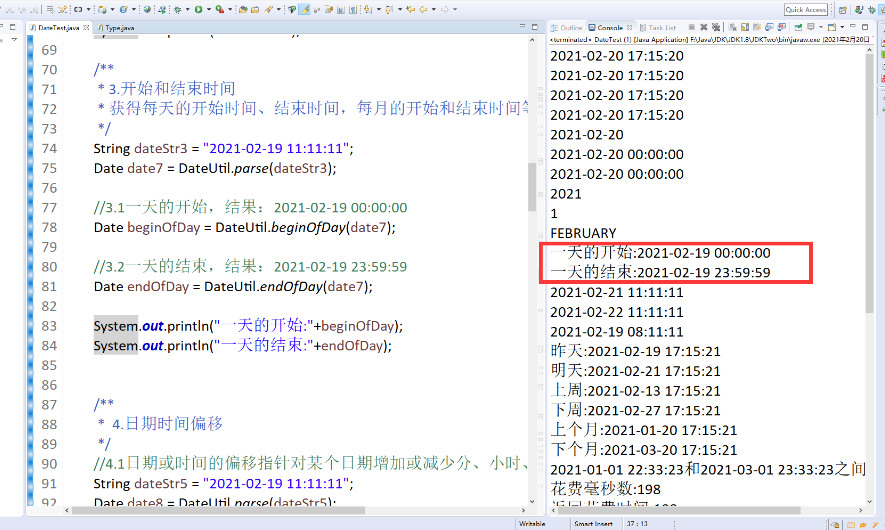 Quick Access
DateTest.java
Type.java
69
70 /**
71 * 3.开始和结束时间
72 * 获得每天的开始时间、结束时间，每月的开始和结束时间等
73 */
74 String dateStr3 = "2021-02-19 11:11:11";
75 Date date7 = DateUtil.parse(dateStr3);
76
77 //3.1一天的开始，结果：2021-02-19 00:00:00
78 Date beginOfDay = DateUtil.beginOfDay(date7);
79
80 //3.2一天的结束，结果：2021-02-19 23:59:59
81 Date endOfDay = DateUtil.endOfDay(date7);
82
83 System.out.println("一天的开始:"+beginOfDay);
84 System.out.println("一天的结束:"+endOfDay);
85
86
87 /**
88 * 4.日期时间偏移
89 */
90 //4.1日期或时间的偏移指针对某个日期增加或减少分、小时、
91 String dateStr5 = "2021-02-19 11:11:11";
92 Date date8 = DateUtil.parse(dateStr5);
Outline Console Task List
<terminated> DateTest (1) [Java Application] F:\Java\JDK\JDK1.8\JDKTwo\bin\javaw.exe (2021年2月20日
2021-02-20 17:15:20
2021-02-20 17:15:20
2021-02-20 17:15:20
2021-02-20 17:15:20
2021-02-20
2021-02-20 00:00:00
2021-02-20 00:00:00
2021
1
FEBRUARY
一天的开始:2021-02-19 00:00:00
一天的结束:2021-02-19 23:59:59
2021-02-21 11:11:11
2021-02-22 11:11:11
2021-02-19 08:11:11
昨天:2021-02-19 17:15:21
明天:2021-02-21 17:15:21
上周:2021-02-13 17:15:21
下周:2021-02-27 17:15:21
上个月:2021-01-20 17:15:21
下个月:2021-03-20 17:15:21
2021-01-01 22:33:23和2021-03-01 23:33:23之间
花费毫秒数:198
Writable Smart Insert 37 : 13